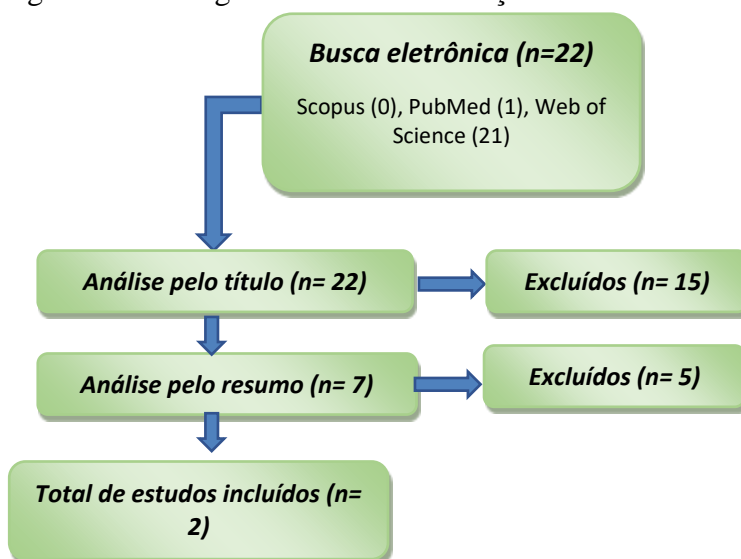 Busca eletrônica (n=22)
Scopus (0), PubMed (1), Web of
Science (21)
Análise pelo título (n= 22)
Excluídos (n= 15)
Análise pelo resumo (n= 7)
Excluídos (n= 5)
Total de estudos incluídos (n=
2)